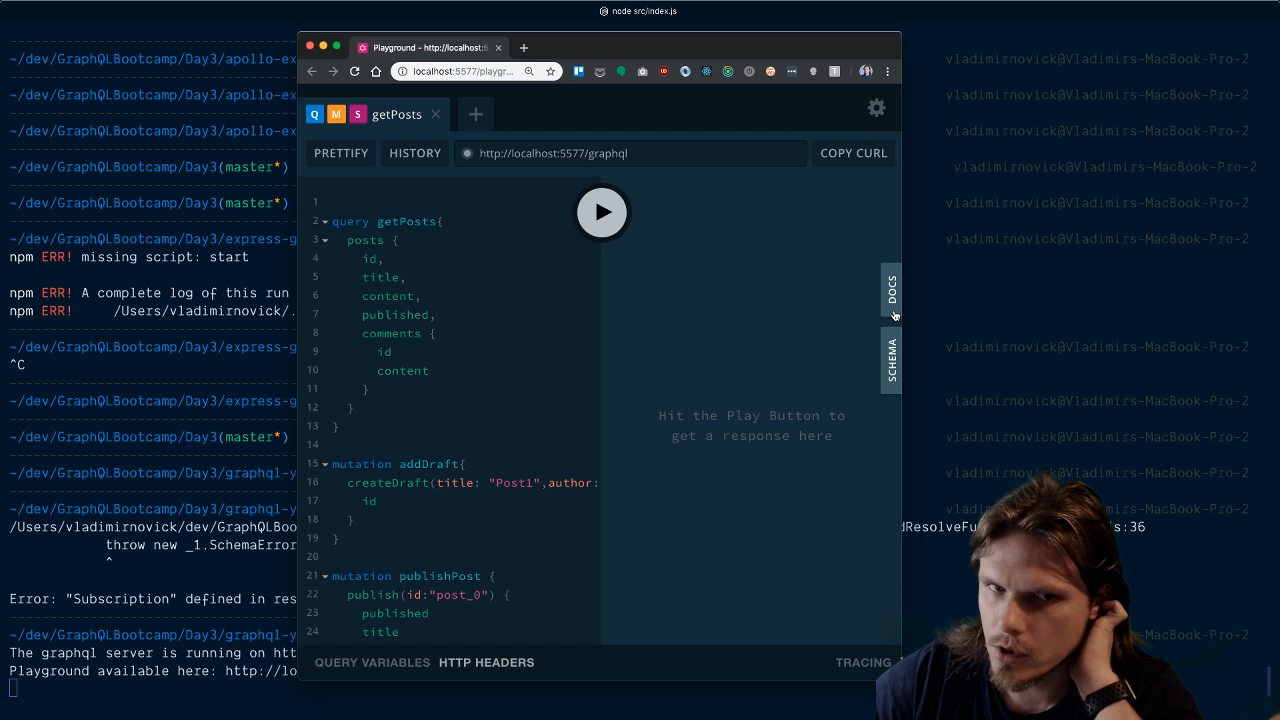 node src/index.js
~/dev/GraphQLBootcamp/Day3/apollo-ex
vladimirnovick@Vladimirs-MacBook-Pro-2
~/dev/GraphQLBootcamp/Day3/apollo-ex
vladimirnovick@Vladimirs-MacBook-Pro-2
~/dev/GraphQLBootcamp/Day3/apollo-ex
vladimirnovick@Vladimirs-MacBook-Pro-2
~/dev/GraphQLBootcamp/Day3(master*)
vladimirnovick@Vladimirs-MacBook-Pro-2
~/dev/GraphQLBootcamp/Day3(master*)
vladimirnovick@Vladimirs-MacBook-Pro-2
~/dev/GraphQLBootcamp/Day3/express-g
vladimirnovick@Vladimirs-MacBook-Pro-2
npm ERR! missing script: start
npm ERR! A complete log of this run
npm ERR!     /Users/vladimirnovick/.
~/dev/GraphQLBootcamp/Day3/express-g
vladimirnovick@Vladimirs-MacBook-Pro-2
^C
~/dev/GraphQLBootcamp/Day3/express-g
vladimirnovick@Vladimirs-MacBook-Pro-2
~/dev/GraphQLBootcamp/Day3(master*)
vladimirnovick@Vladimirs-MacBook-Pro-2
~/dev/GraphQLBootcamp/Day3/graphql-y
vladimirnovick@Vladimirs-MacBook-Pro-2
~/dev/GraphQLBootcamp/Day3/graphql-y
-MacBook-Pro-2
/Users/vladimirnovick/dev/GraphQLBoo
dResolveFu
s:36
throw new _1.SchemaError
^
Error: "Subscription" defined in res
~/dev/GraphQLBootcamp/Day3/graphql-y
-MacBook-Pro-2
The graphql server is running on htt
Playground available here: http://lo
Playground - http://localhost:5
localhost:5577/playgr...
Q M S getPosts
PRETTIFY
HISTORY
http://localhost:5577/graphql
COPY CURL
1
2 query getPosts{
3 posts {
4 id,
5 title,
6 content,
7 published,
8 comments {
9 id
10 content
11 }
12 }
13 }
14
15 mutation addDraft{
16 createDraft(title: "Post1",author:
17 id
18 }
19 }
20
21 mutation publishPost {
22 publish(id:"post_0") {
23 published
24 title
Hit the Play Button to
get a response here
DOCS
SCHEMA
QUERY VARIABLES
HTTP HEADERS
TRACING